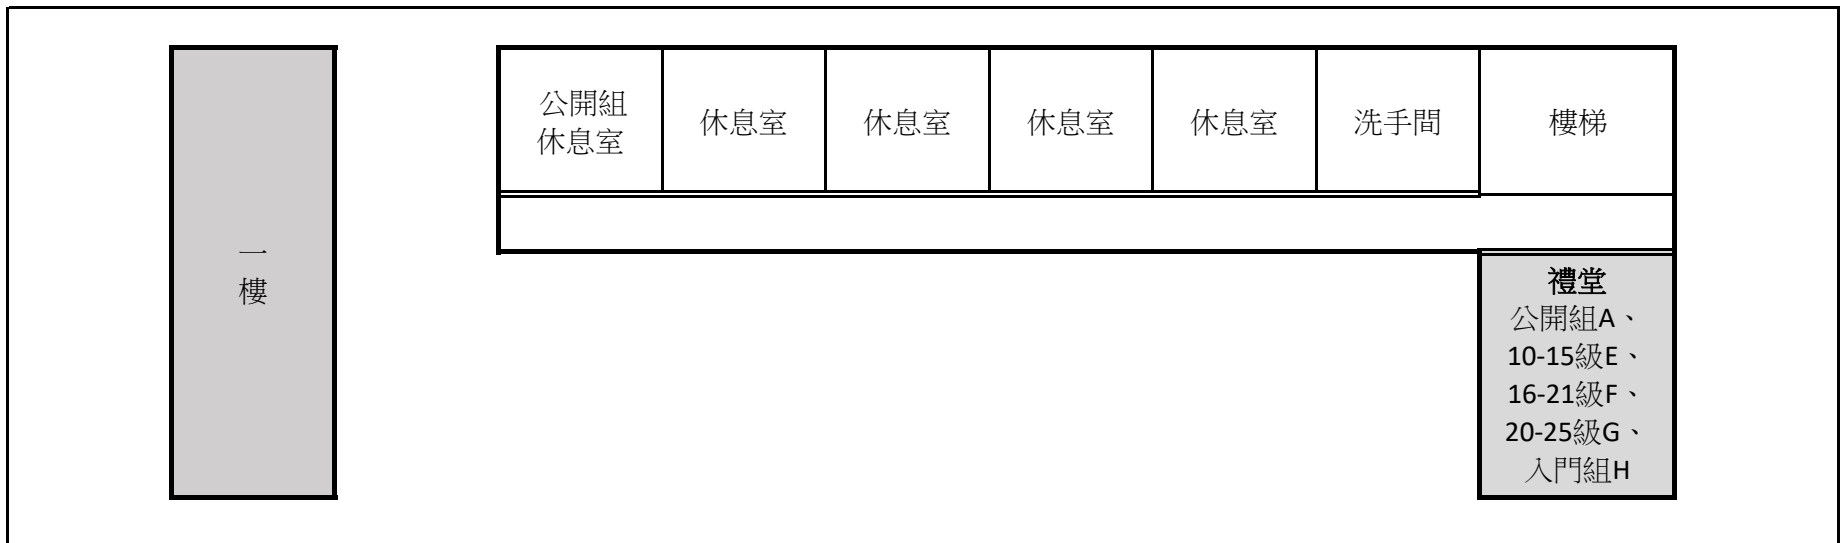 一
樓
公開組
休息室
休息室
休息室
休息室
休息室
洗手間
樓梯
禮堂
公開組A、
10-15級E、
16-21級F、
20-25級G、
入門組H